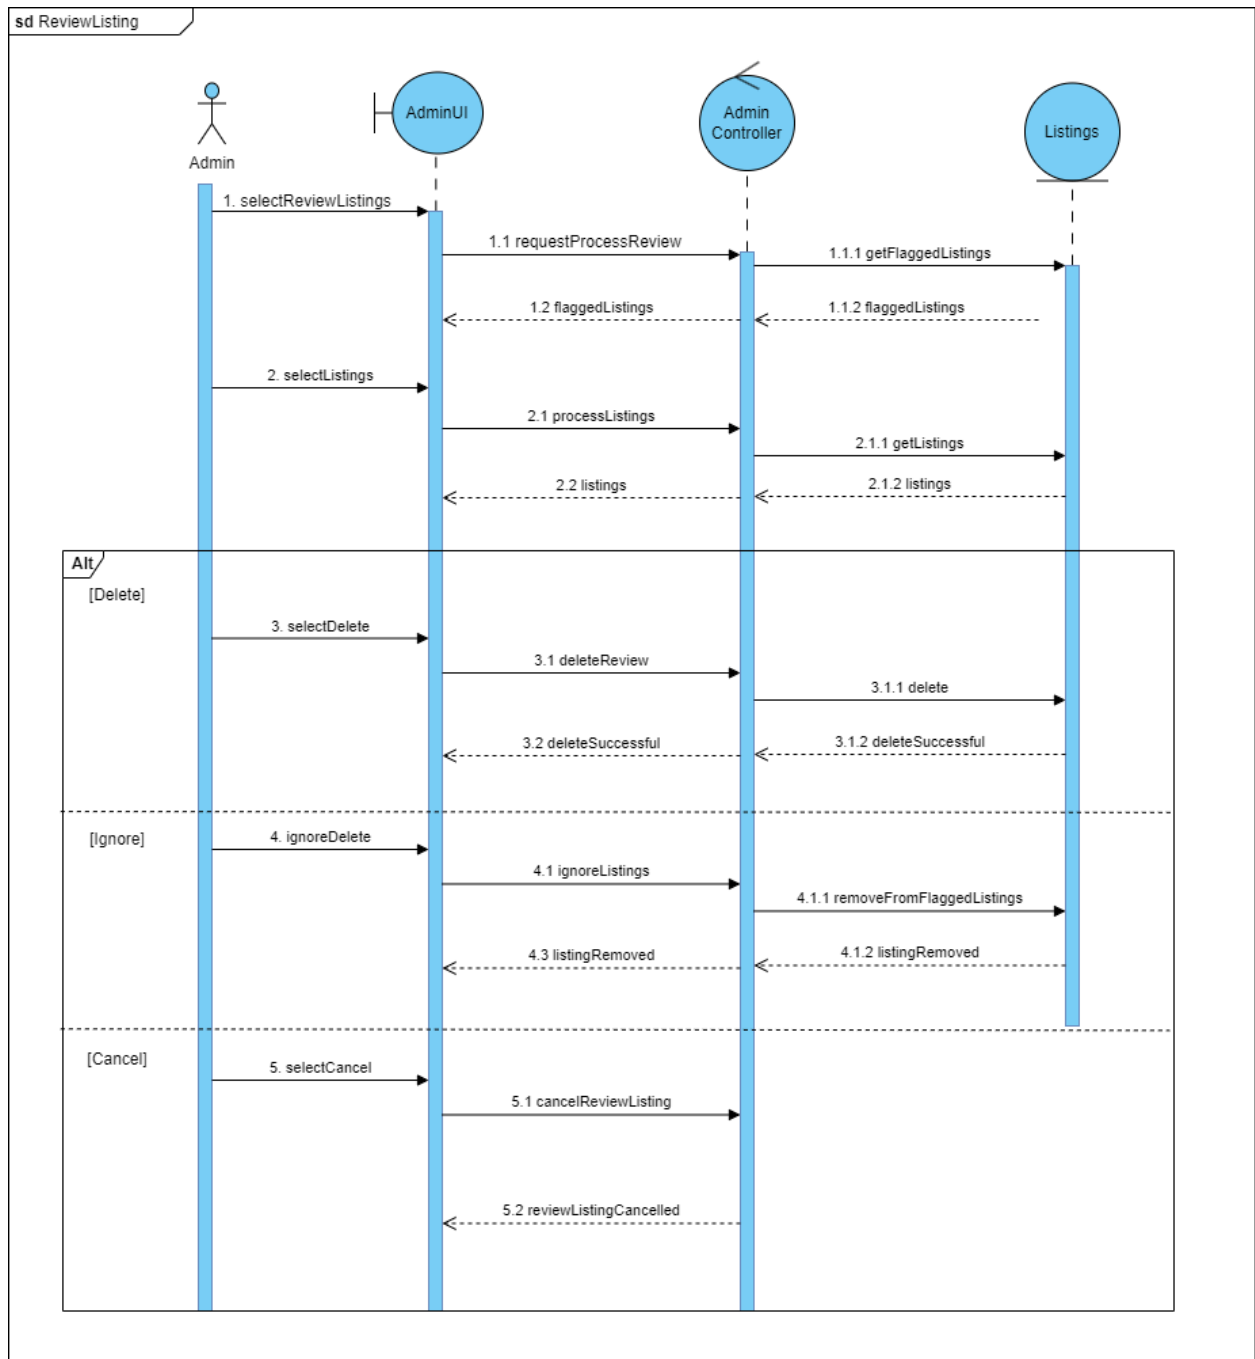 sd ReviewListing
Admin
AdminUI
Admin
Controller
Listings
1. selectReviewListings
1.1 requestProcessReview
1.1.1 getFlaggedListings
1.2 flaggedListings
1.1.2 flaggedListings
2. selectListings
2.1 processListings
2.1.1 getListings
2.2 listings
2.1.2 listings
Alt
[Delete]
3. selectDelete
3.1 deleteReview
3.1.1 delete
3.2 deleteSuccessful
3.1.2 deleteSuccessful
[Ignore]
4. ignoreDelete
4.1 ignoreListings
4.1.1 removeFromFlaggedListings
4.3 listingRemoved
4.1.2 listingRemoved
[Cancel]
5. selectCancel
5.1 cancelReviewListing
5.2 reviewListingCancelled